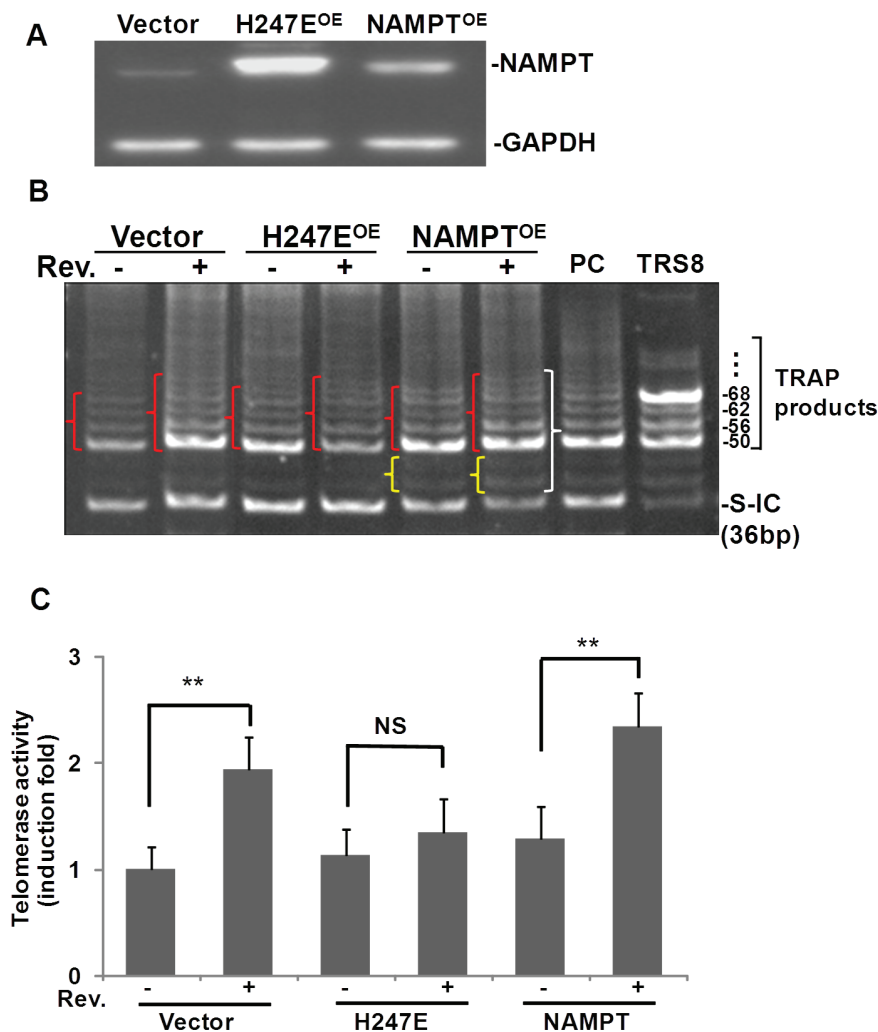 A
Vector H247E^OE NAMPT^OE
-NAMPT
-GAPDH
B
Vector H247E^OE NAMPT^OE
Rev. - + - + - + PC TRS8
-68
-62
-56
-50
TRAP
products
-S-IC
(36bp)
C
Telomerase activity
(induction fold)
3
2
1
0
**
NS
**
Rev. - + - + - +
Vector H247E NAMPT